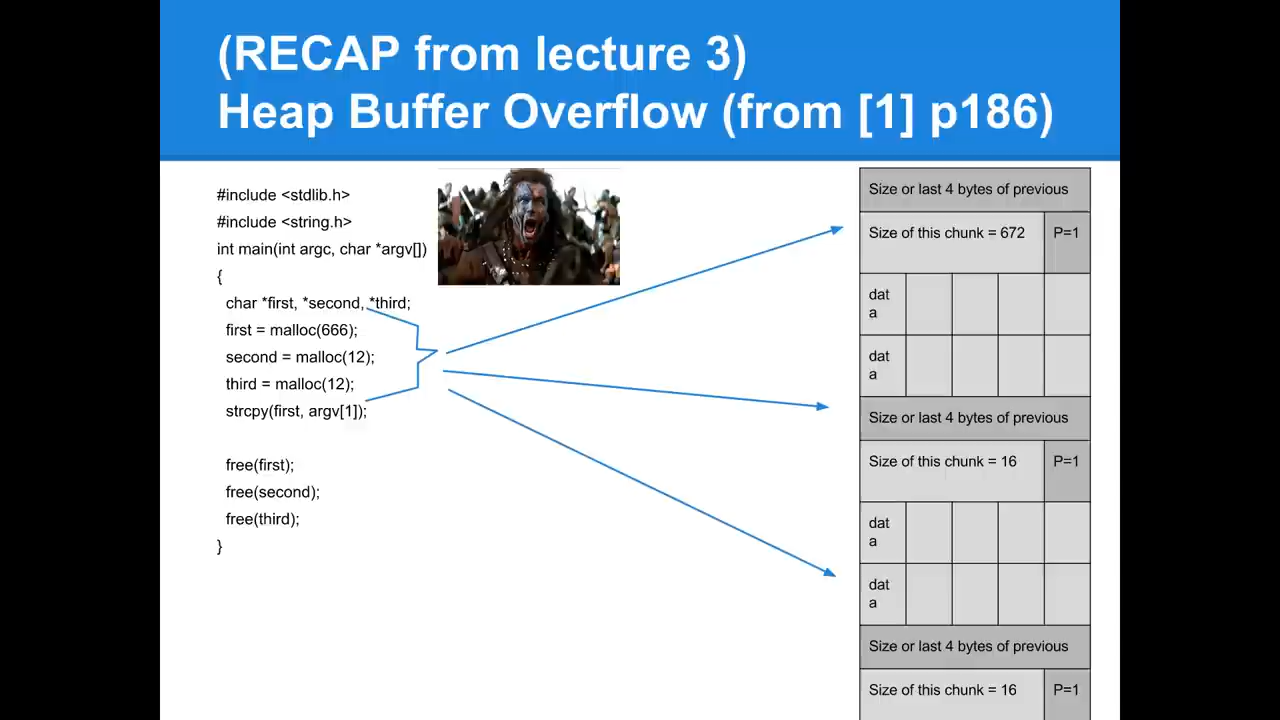 (RECAP from lecture 3)
Heap Buffer Overflow (from [1] p186)
#include <stdlib.h>
#include <string.h>
int main(int argc, char *argv[])
{
char *first, *second, *third;
first = malloc(666);
second = malloc(12);
third = malloc(12);
strcpy(first, argv[1]);
free(first);
free(second);
free(third);
}
Size or last 4 bytes of previous
Size of this chunk = 672 P=1
dat
a
dat
a
Size or last 4 bytes of previous
Size of this chunk = 16 P=1
dat
a
dat
a
Size or last 4 bytes of previous
Size of this chunk = 16 P=1